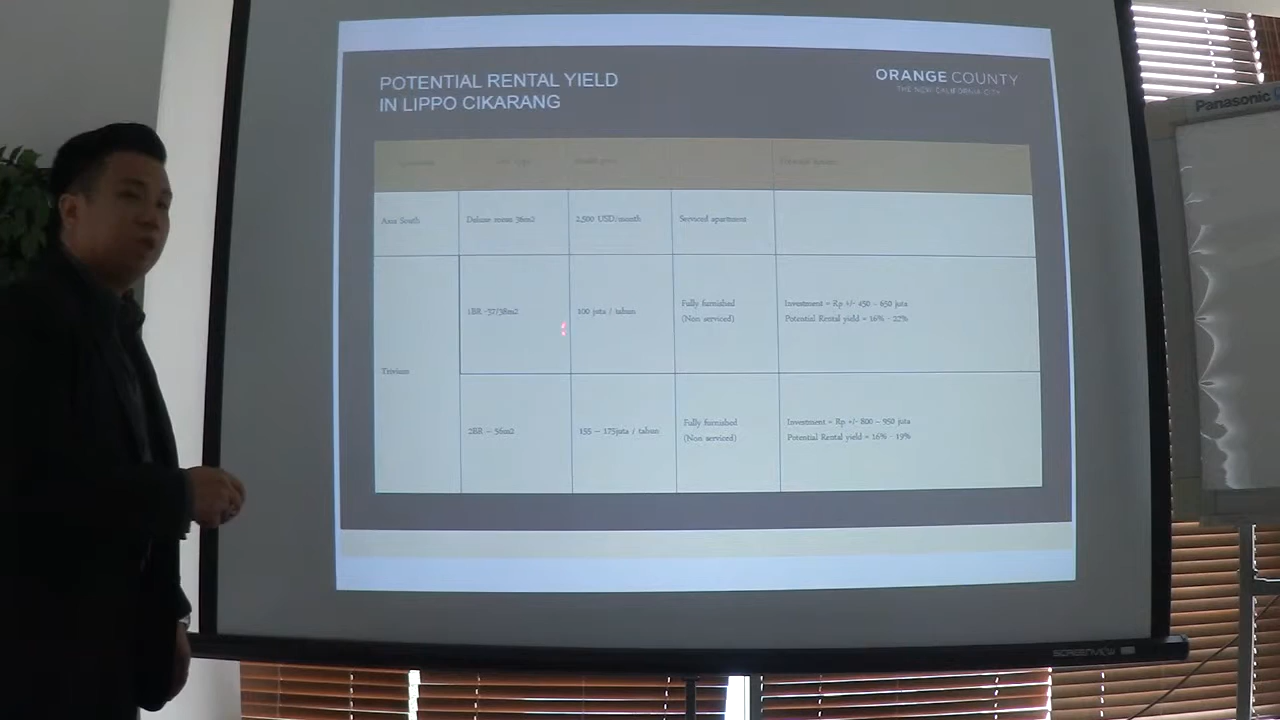 POTENTIAL RENTAL YIELD
IN LIPPO CIKARANG
ORANGE COUNTY
THE NEW CALIFORNIA CITY
Panasonic
Axia South
Deluxe room 36m2
2,500 USD/month
Serviced apartment
1BR -37/38m2
100 juta / tahun
Fully furnished
(Non serviced)
Investment = Rp +/- 450 – 650 juta
Potential Rental yield = 16% - 22%
Trivium
2BR – 56m2
155 – 175juta / tahun
Fully furnished
(Non serviced)
Investment = Rp +/- 800 – 950 juta
Potential Rental yield = 16% - 19%
SCREENVIEW